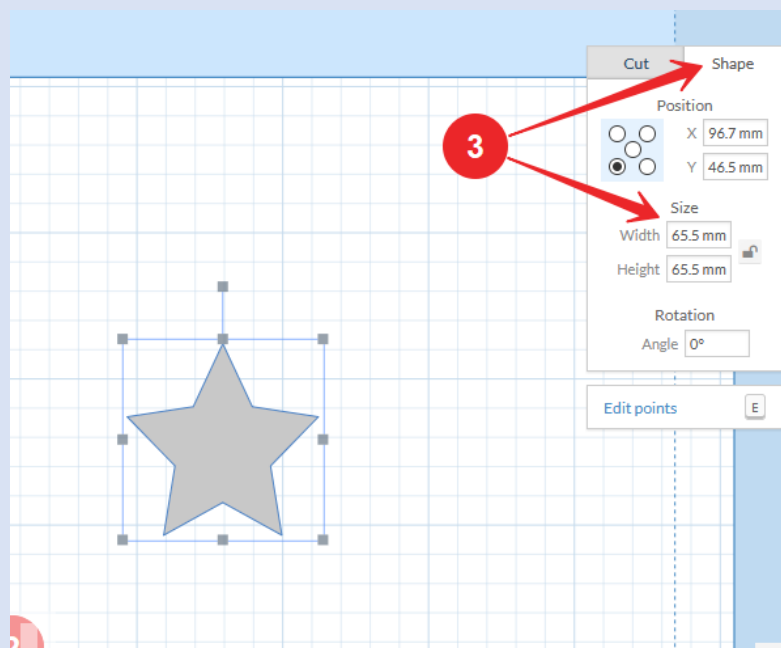 Cut Shape
Position
X 96.7 mm
Y 46.5 mm
3
Size
Width 65.5 mm
Height 65.5 mm
Rotation
Angle 0°
Edit points E